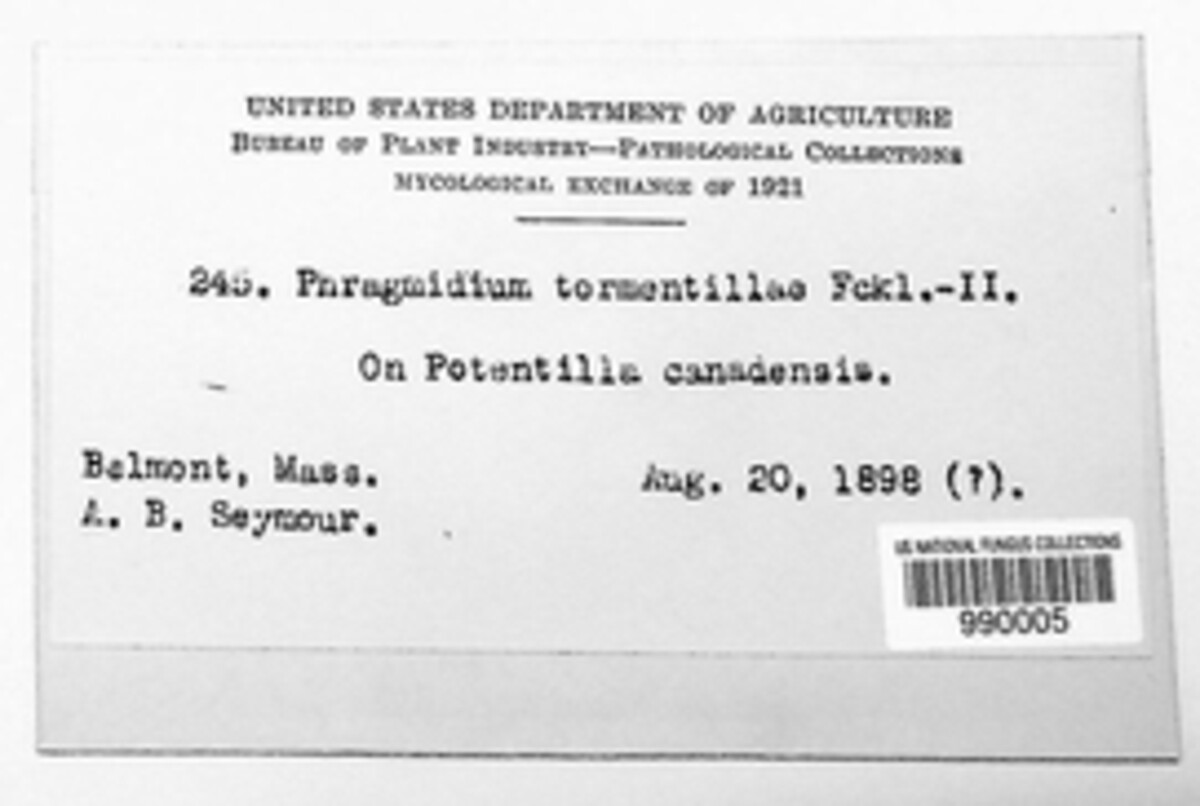 UNITED STATES DEPARTMENT OF AGRICULTURE
BUREAU OF PLANT INDUSTRY—PATHOLOGICAL COLLECTIONS
MYCOLOGICAL EXCHANGE OF 1921
245. Phragmidium tormentillae Fckl.-II.
On Potentilla canadensis.
Belmont, Mass.
Aug. 20, 1898 (?).
A. B. Seymour.
US NATIONAL FUNGUS COLLECTIONS
990005